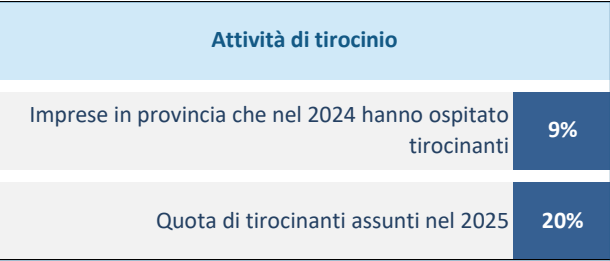 Attività di tirocinio
Imprese in provincia che nel 2024 hanno ospitato
tirocinanti
9%
Quota di tirocinanti assunti nel 2025
20%